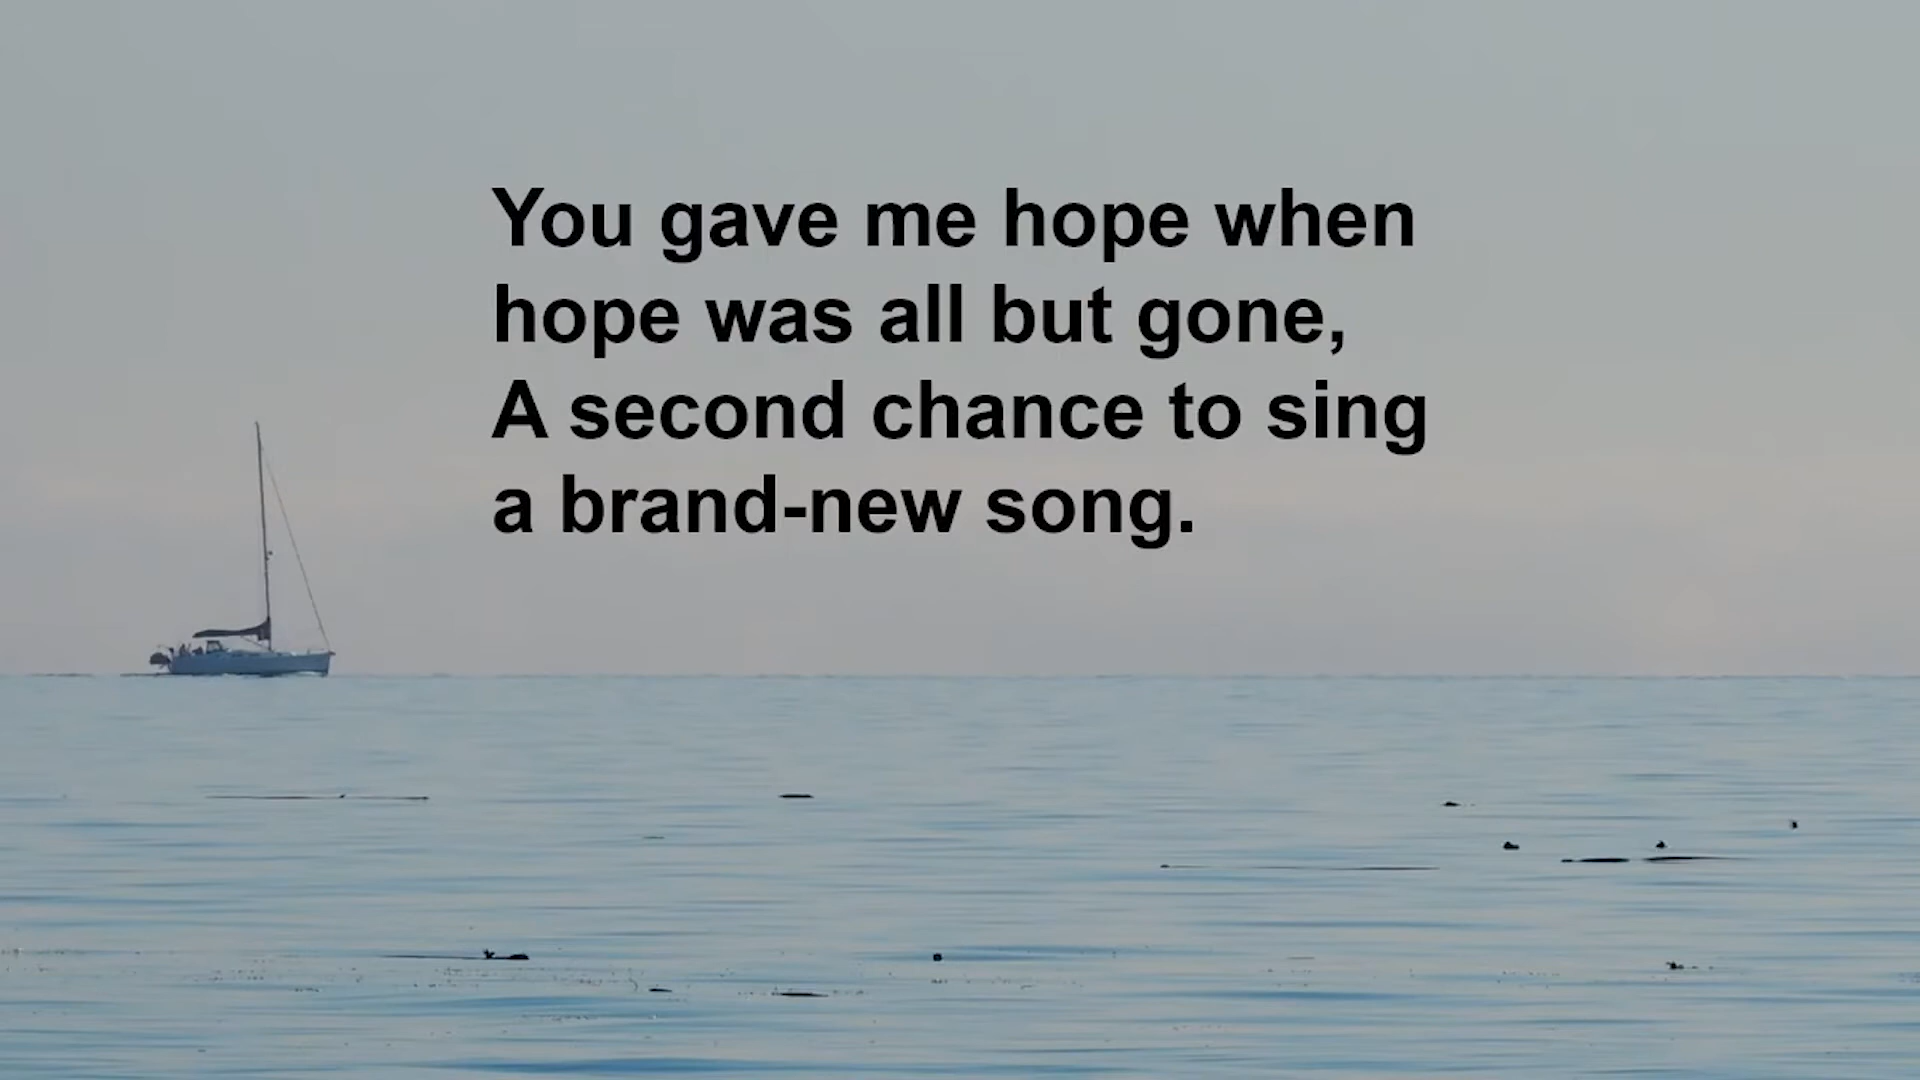 You gave me hope when
hope was all but gone,
A second chance to sing
a brand-new song.